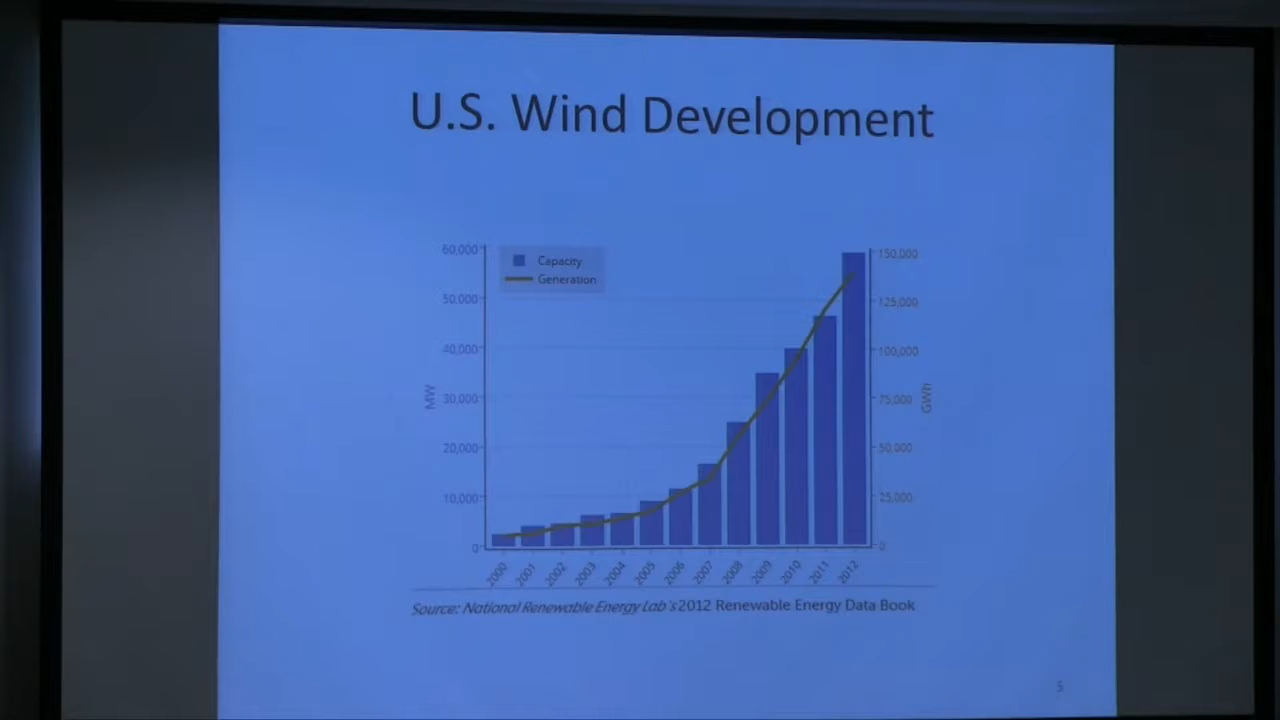 U.S. Wind Development
60,000
50,000
40,000
30,000
20,000
10,000
0
MW
Capacity
Generation
150,000
125,000
100,000
75,000
50,000
25,000
0
GWh
2000 2001 2002 2003 2004 2005 2006 2007 2008 2009 2010 2011 2012
Source: National Renewable Energy Lab's 2012 Renewable Energy Data Book
5